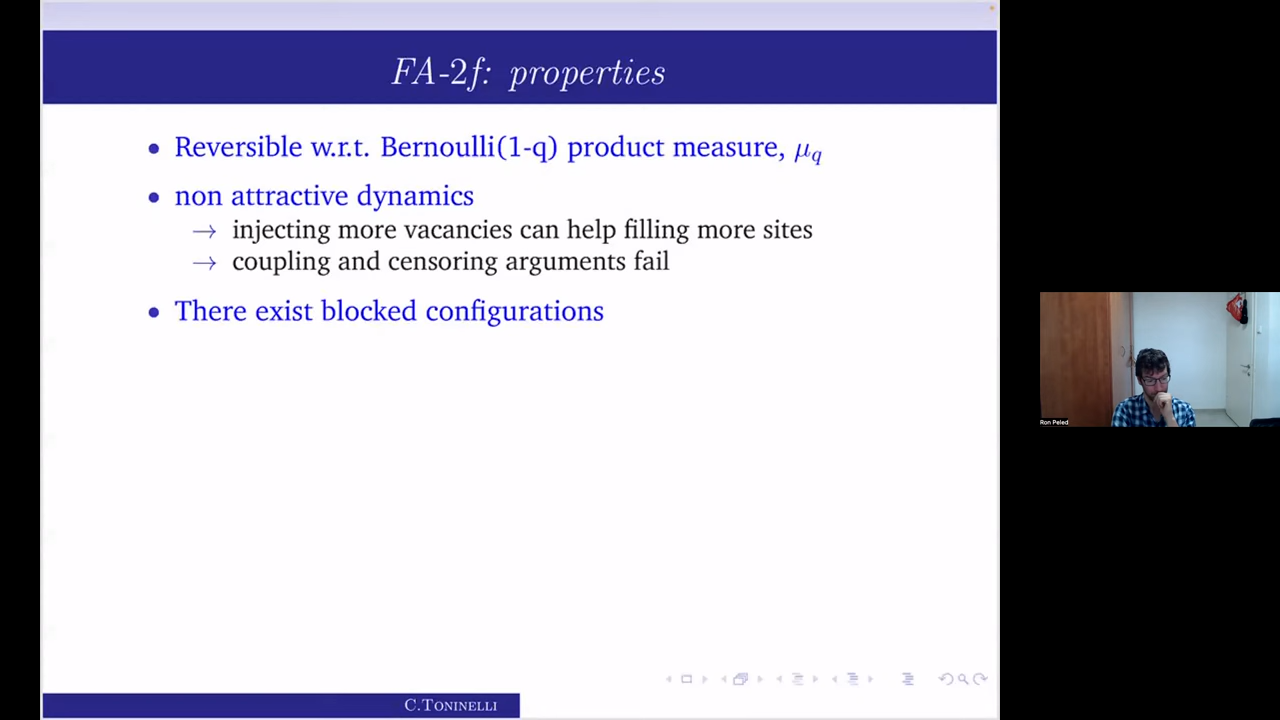 FA-2f: properties
• Reversible w.r.t. Bernoulli(1-q) product measure, μq
• non attractive dynamics
→ injecting more vacancies can help filling more sites
→ coupling and censoring arguments fail
• There exist blocked configurations
Ron Peled
C.Toninelli